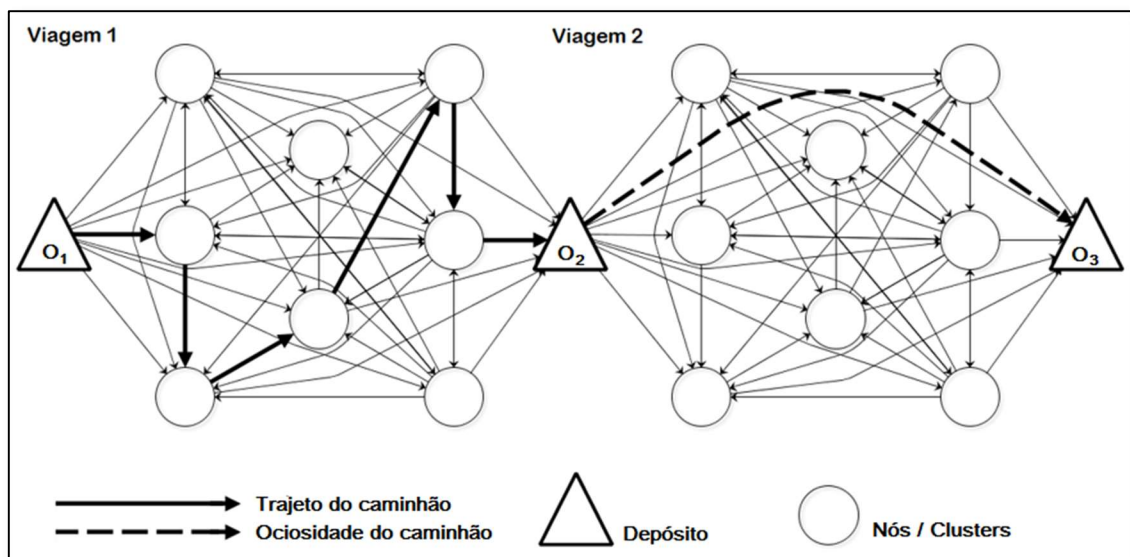 Viagem 1
Viagem 2
O1
O2
O3
Trajeto do caminhão
Ociosidade do caminhão
Depósito
Nós / Clusters